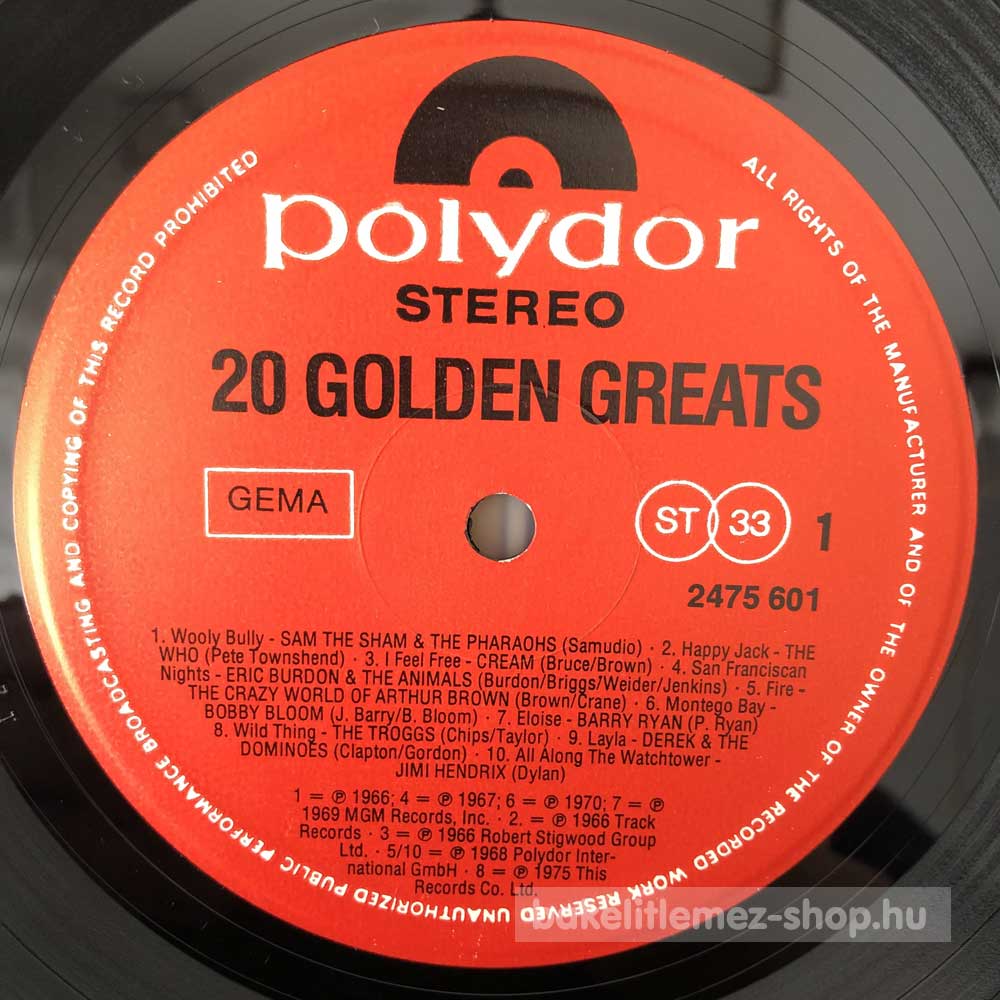 polydor
STEREO
20 GOLDEN GREATS
GEMA
ST 33 1
2475 601
1. Wooly Bully - SAM THE SHAM & THE PHARAOHS (Samudio) · 2. Happy Jack - THE
WHO (Pete Townshend) · 3. I Feel Free - CREAM (Bruce/Brown) · 4. San Franciscan
Nights - ERIC BURDON & THE ANIMALS (Burdon/Briggs/Weider/Jenkins) · 5. Fire -
THE CRAZY WORLD OF ARTHUR BROWN (Brown/Crane) · 6. Montego Bay -
BOBBY BLOOM (J. Barry/B. Bloom) · 7. Eloise - BARRY RYAN (P. Ryan)
8. Wild Thing - THE TROGGS (Chips/Taylor) · 9. Layla - DEREK & THE
DOMINOES (Clapton/Gordon) · 10. All Along The Watchtower -
JIMI HENDRIX (Dylan)
1 = ℗ 1966; 4 = ℗ 1967; 6 = ℗ 1970; 7 = ℗
1969 MGM Records, Inc. · 2. = ℗ 1966 Track
Records · 3 = ℗ 1966 Robert Stigwood Group
Ltd. · 5/10 = ℗ 1968 Polydor Inter-
national GmbH · 8 = ℗ 1975 This
Records Co. Ltd.
ALL RIGHTS OF THE MANUFACTURER AND OF THE OWNER OF THE RECORDED WORK RESERVED UNAUTHORIZED PUBLIC PERFORMANCE BROADCASTING AND COPYING OF THIS RECORD PROHIBITED
bakelitlemez-shop.hu